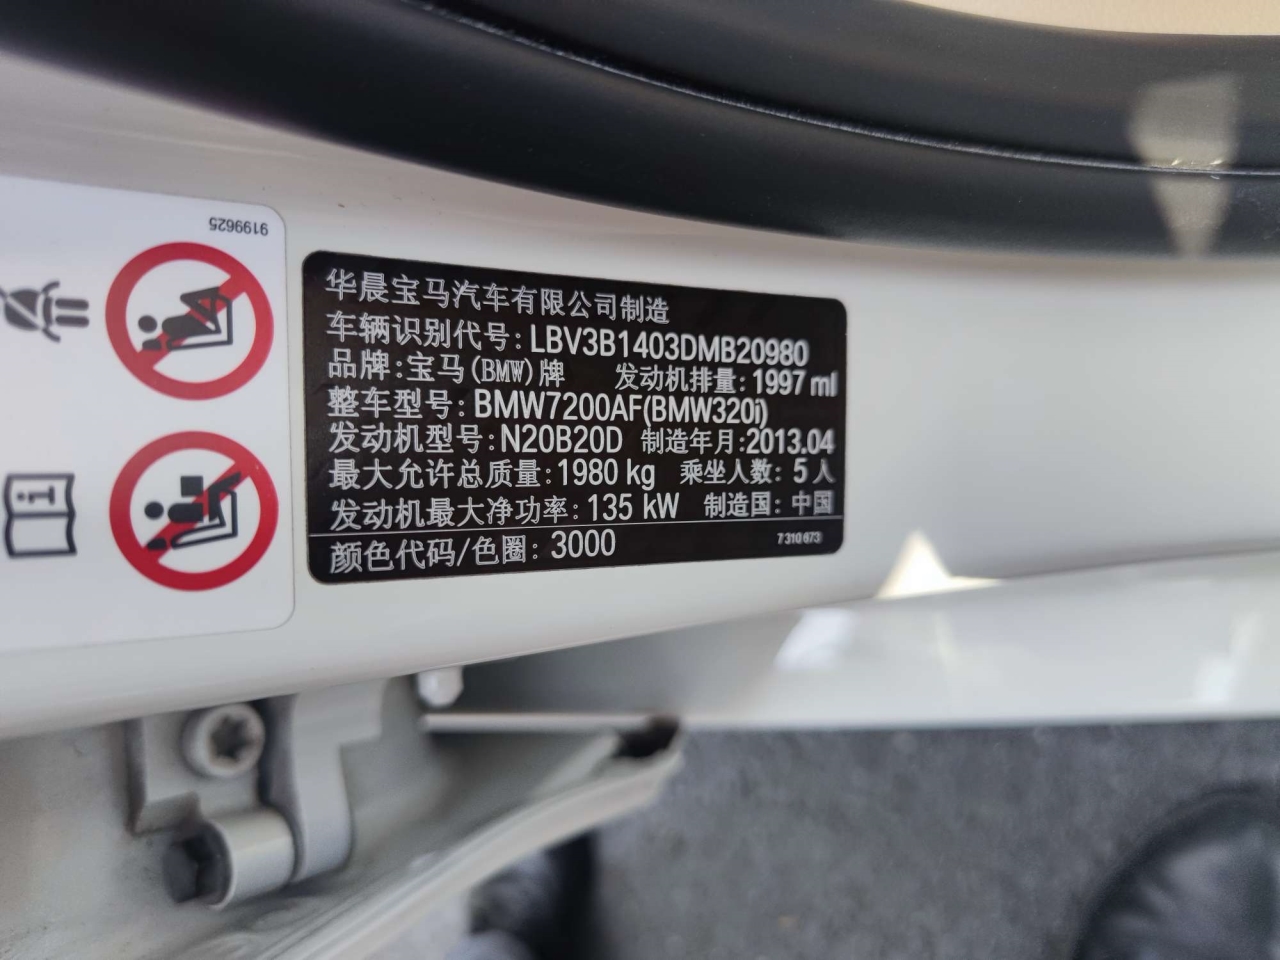 9199625
华晨宝马汽车有限公司制造
车辆识别代号: LBV3B1403DMB20980
品牌: 宝马(BMW)牌 发动机排量: 1997 ml
整车型号: BMW7200AF(BMW320i)
发动机型号: N20B20D 制造年月:2013.04
最大允许总质量: 1980 kg 乘坐人数: 5 人
发动机最大净功率: 135 kW 制造国: 中国
颜色代码/色圈: 3000 7310673